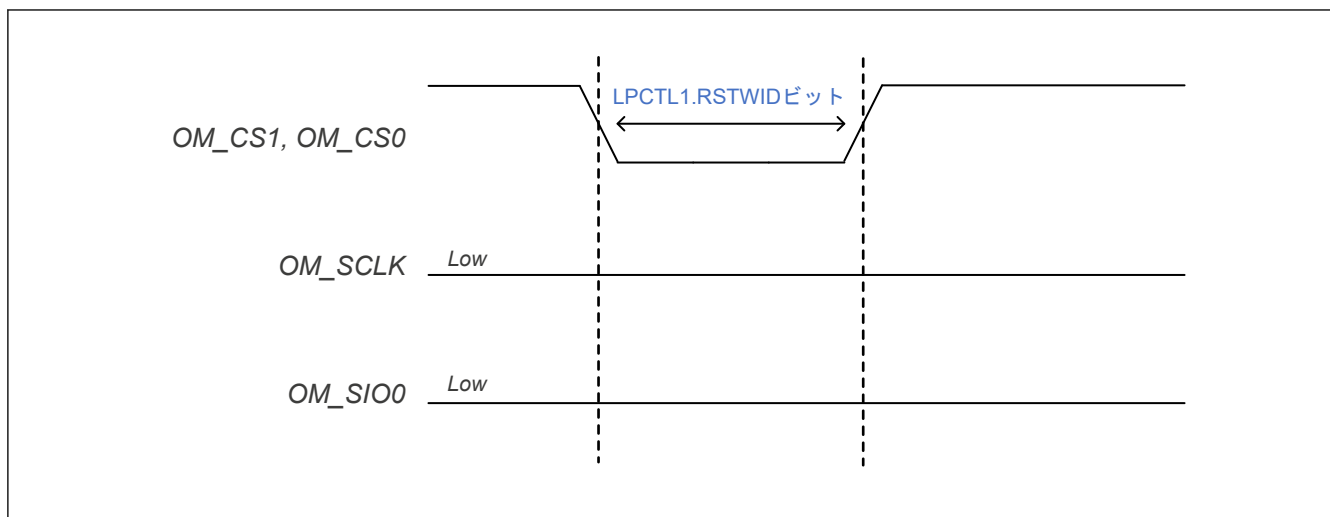 LPCTL1.RSTWIDビット
OM_CS1, OM_CS0
OM_SCLK Low
OM_SIO0 Low